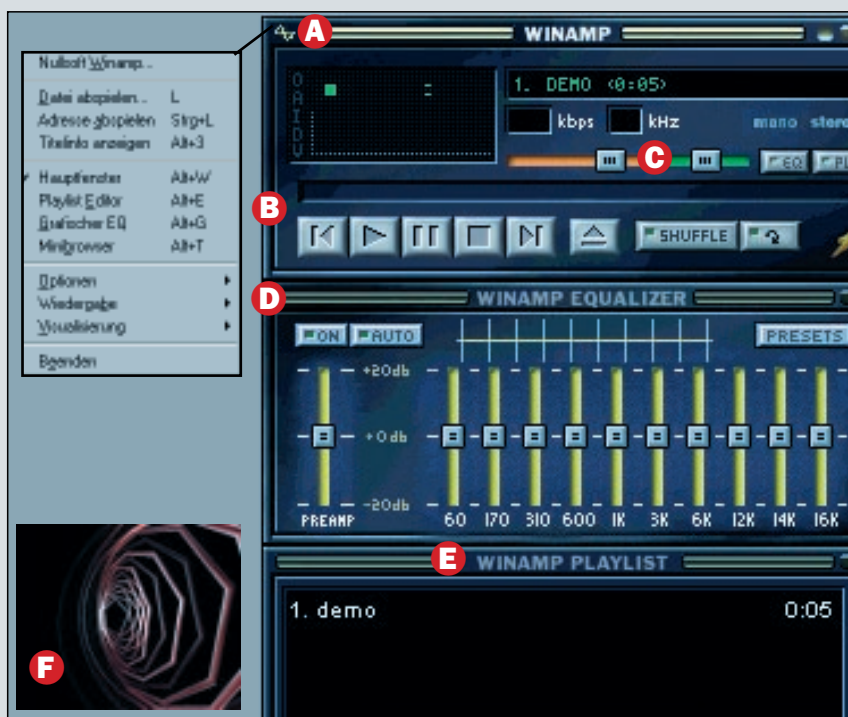 A
WINAMP
Nullsoft Winamp...
Datei abspielen... L
Adresse abspielen Strg+L
Titelinfo anzeigen Alt+3
Hauptfenster Alt+W
Playlist Editor Alt+E
Grafischer EQ Alt+G
Minibrowser Alt+T
Optionen
Wiedergabe
Visualisierung
Beenden
O
A
I
D
V
1. DEMO <0:05>
kbps kHz mono stere
C
EQ PL
B
SHUFFLE
D
WINAMP EQUALIZER
ON AUTO PRESETS
+20db
+0db
-20db
PREAMP 60 170 310 600 1K 3K 6K 12K 14K 16K
E
WINAMP PLAYLIST
1. demo 0:05
F